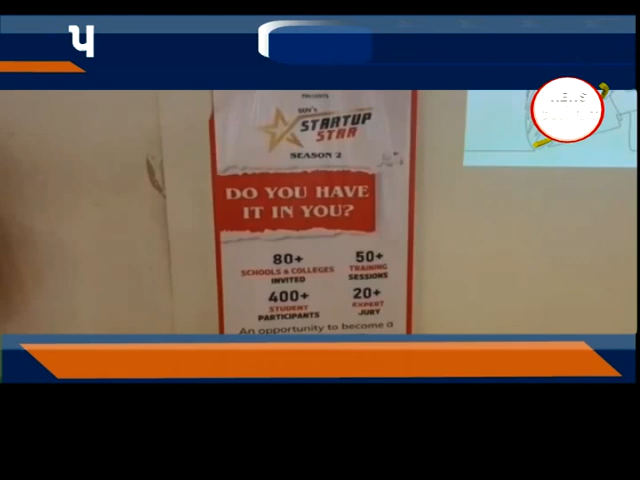 પ
PRESENTS
STARTUP
STAR
SEASON 2
DO YOU HAVE
IT IN YOU?
80+
SCHOOLS & COLLEGES
INVITED
50+
TRAINING
SESSIONS
400+
STUDENT
PARTICIPANTS
20+
EXPERT
JURY
An opportunity to become a